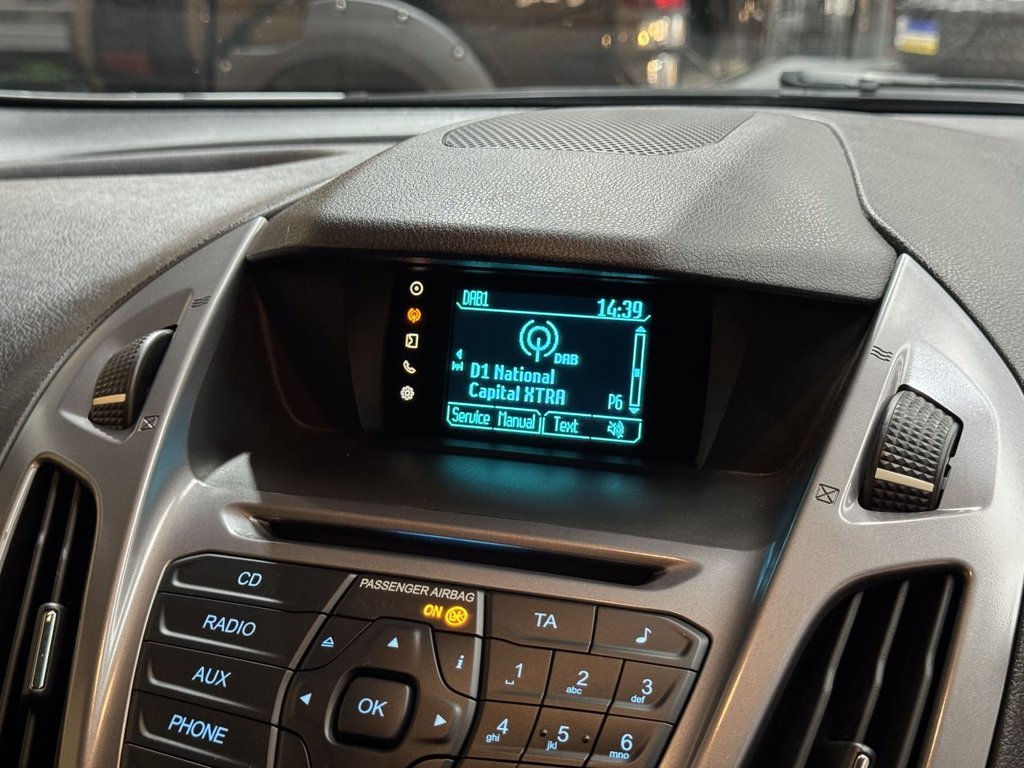 DAB1 14:39
DAB
D1 National
Capital XTRA P6
Service Manual Text
PASSENGER AIRBAG
ON
CD
RADIO
AUX
PHONE
OK
i
TA
1
2
abc
3
def
4
ghi
5
jkl
6
mno